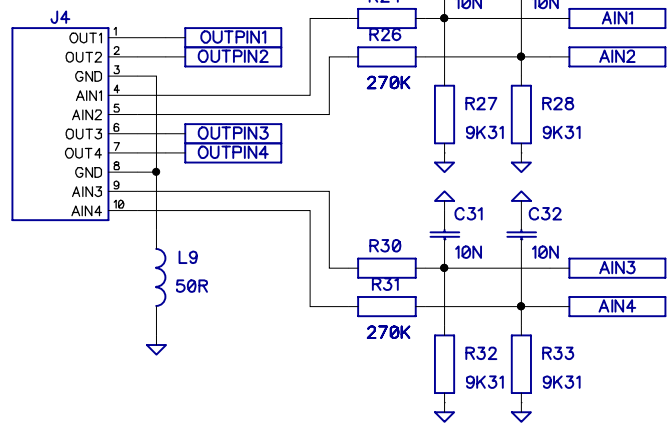 10N 10N
J4
R24
AIN1
OUT1 1 OUTPIN1
R26
OUT2 2 OUTPIN2
AIN2
GND 3
270K
AIN1 4
R27 R28
AIN2 5
OUT3 6 OUTPIN3
9K31 9K31
OUT4 7 OUTPIN4
GND 8
AIN3 9
AIN4 10
C31 C32
R30
10N 10N
L9
AIN3
50R
R31
AIN4
270K
R32 R33
9K31 9K31